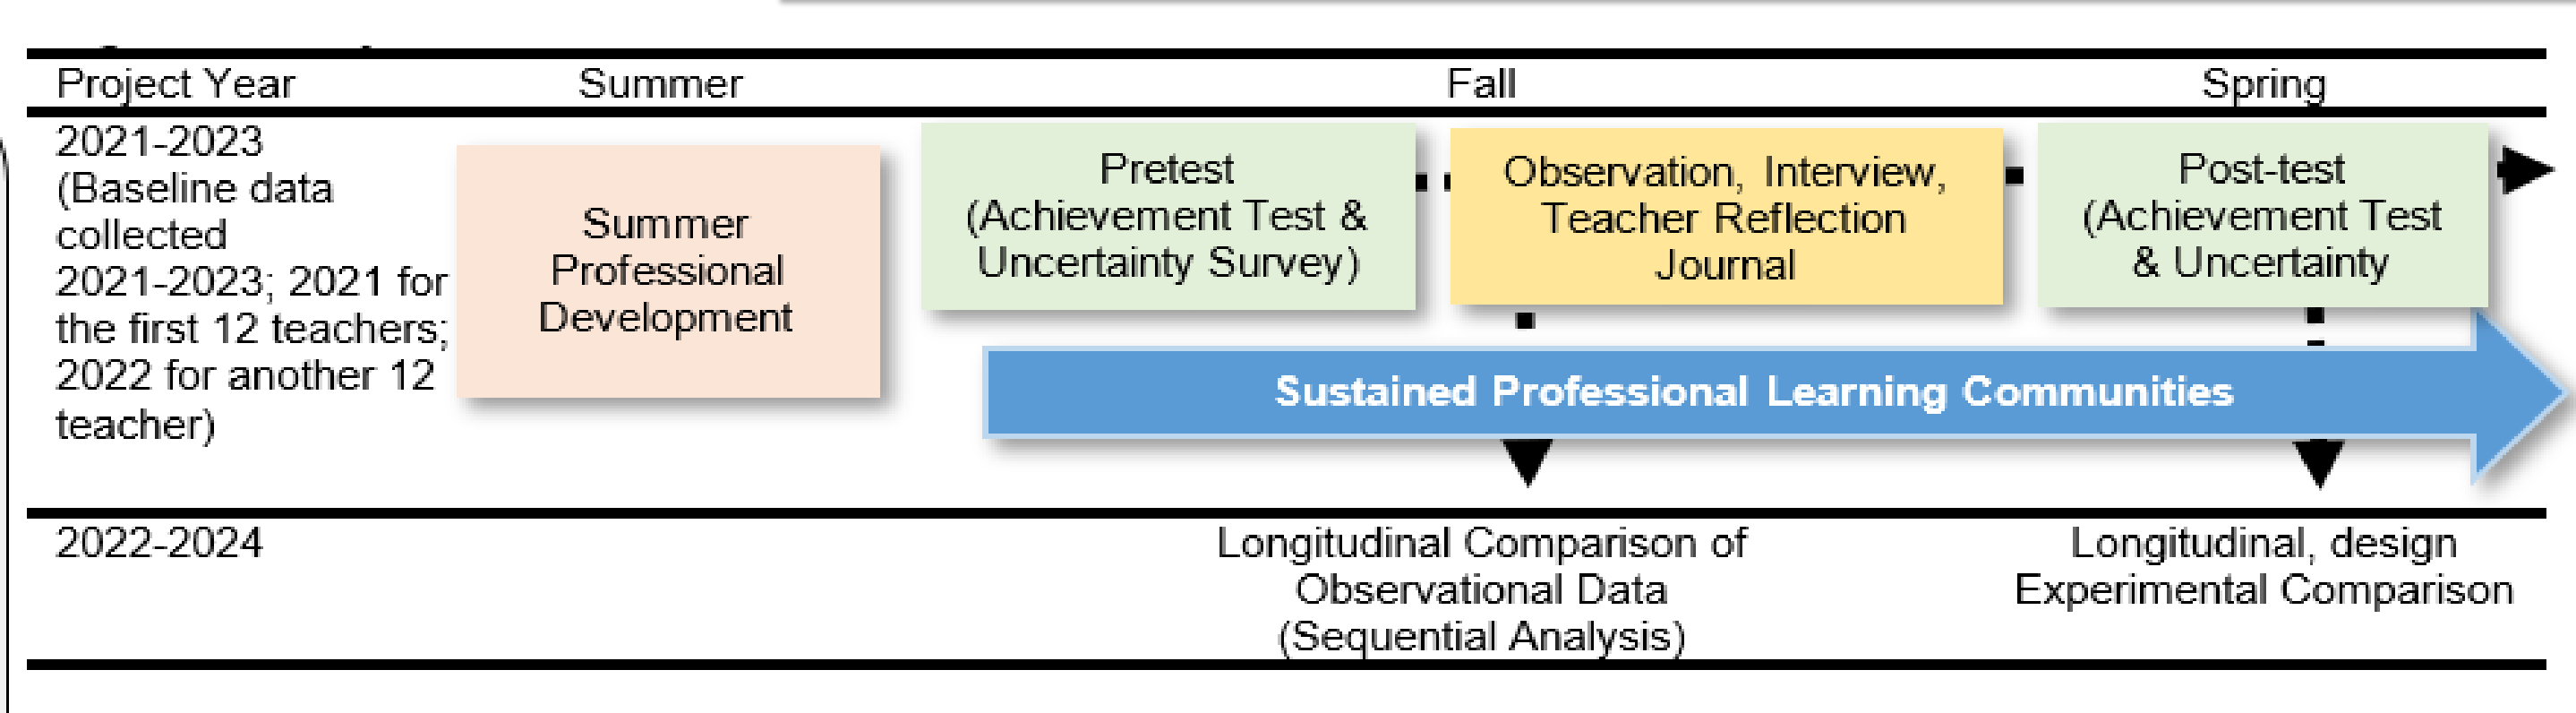 Project Year
Summer
Fall
Spring
2021-2023
(Baseline data
collected
2021-2023; 2021 for
the first 12 teachers;
2022 for another 12
teacher)
Summer
Professional
Development
Pretest
(Achievement Test &
Uncertainty Survey)
Observation, Interview,
Teacher Reflection
Journal
Post-test
(Achievement Test
& Uncertainty
Sustained Professional Learning Communities
2022-2024
Longitudinal Comparison of
Observational Data
(Sequential Analysis)
Longitudinal, design
Experimental Comparison